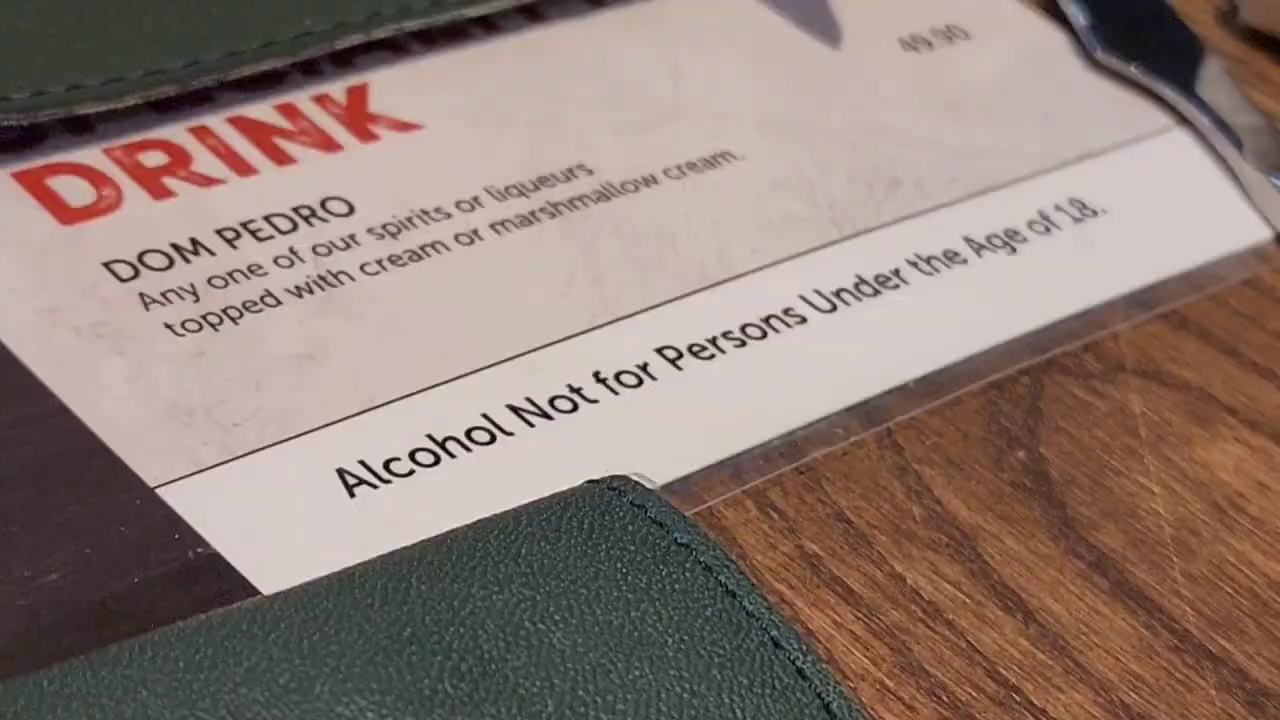 DRINK
49.90
DOM PEDRO
Any one of our spirits or liqueurs
topped with cream or marshmallow cream.
Alcohol Not for Persons Under the Age of 18.